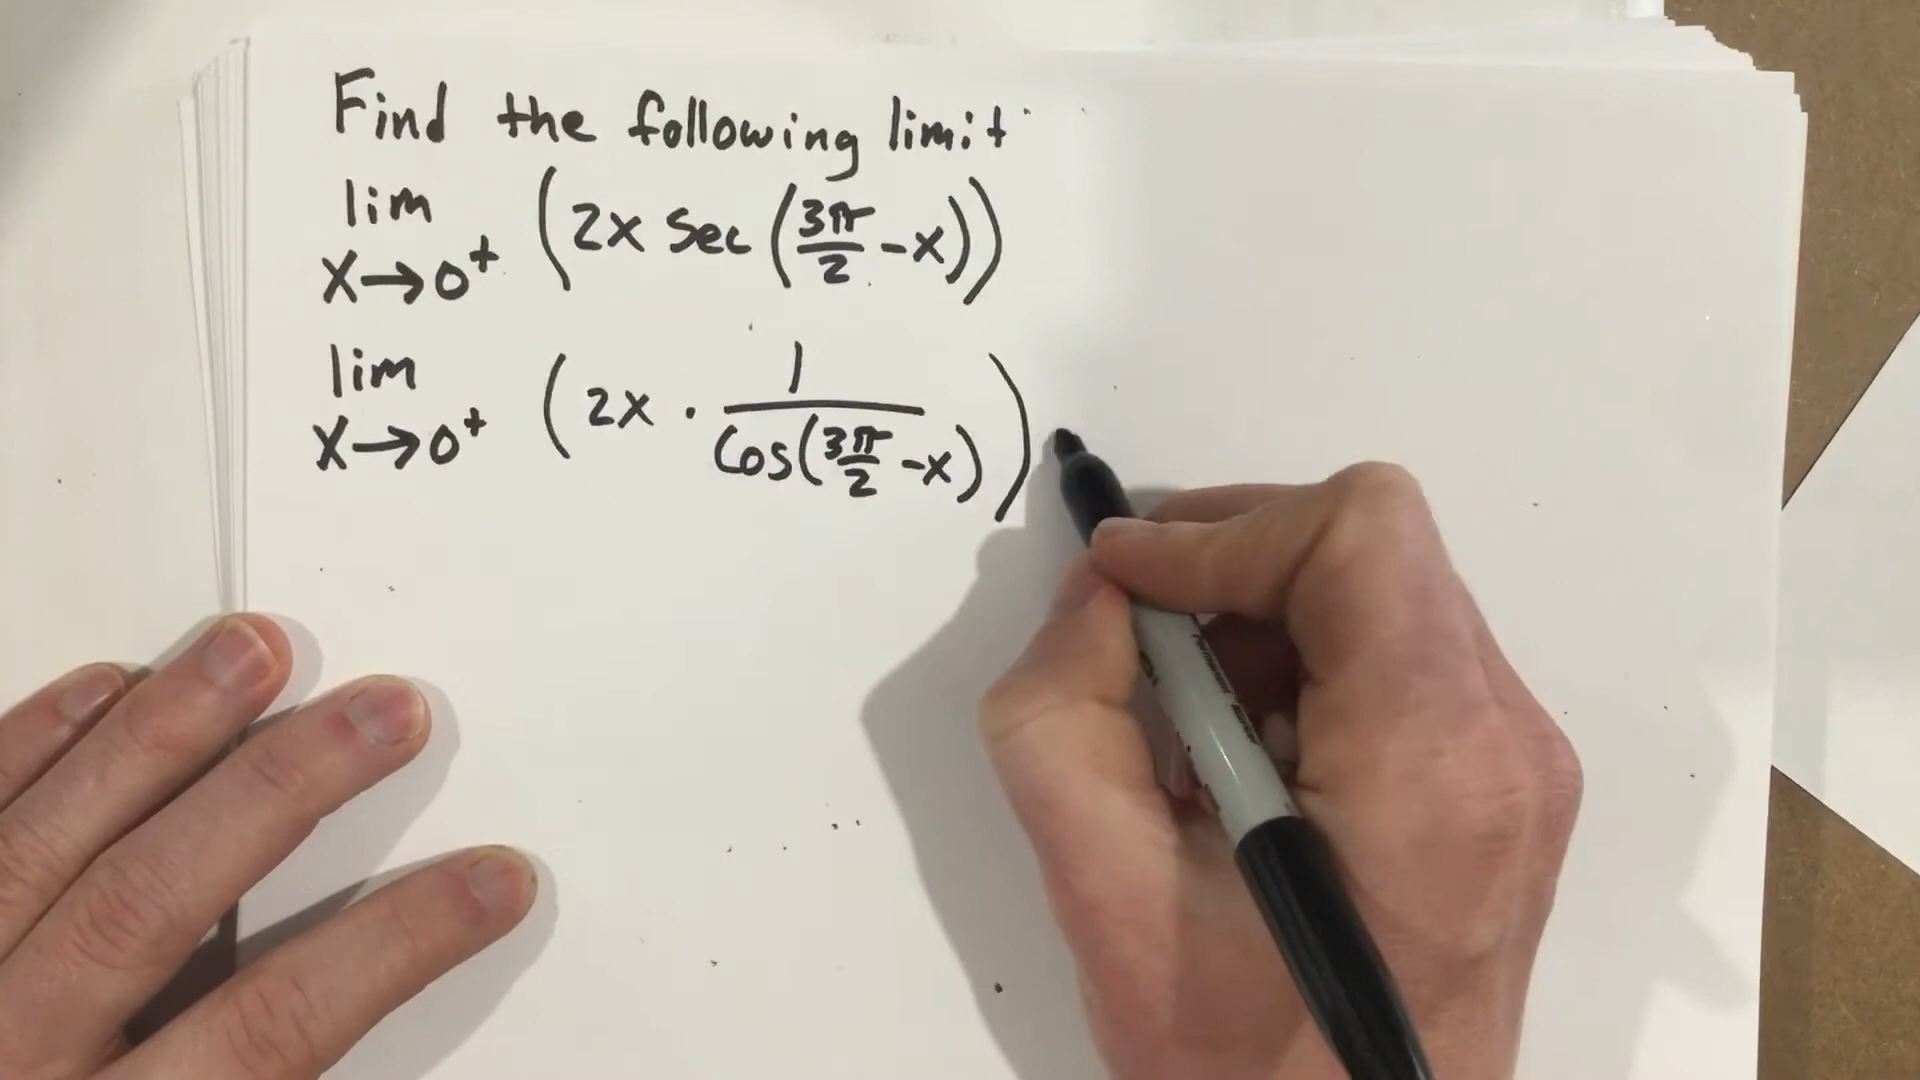 Find the following limit
lim x→0⁺ (2x sec (3π/2 -x))
lim x→0⁺ (2x · 1/cos(3π/2 -x))